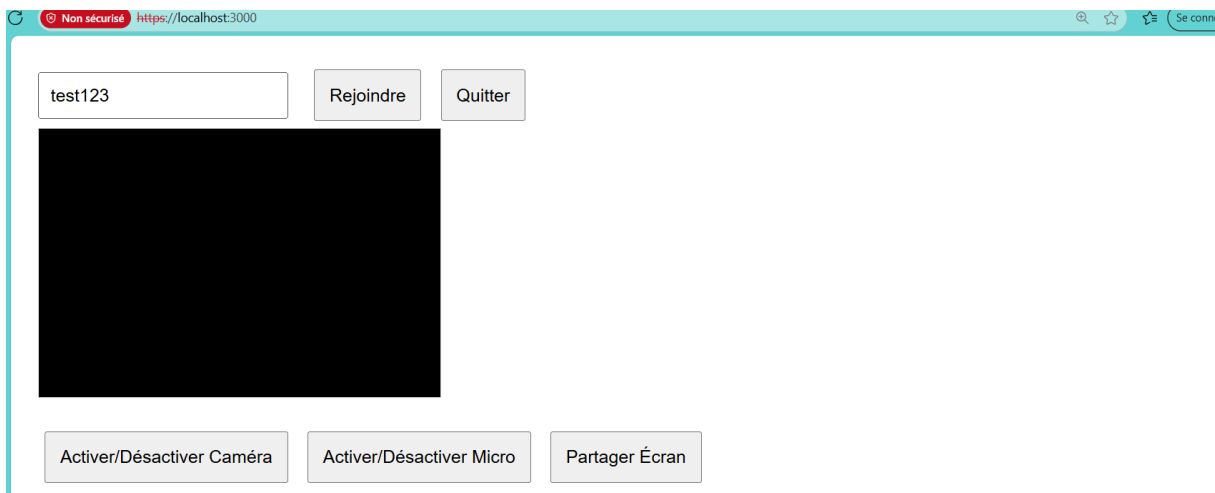 Non sécurisé https://localhost:3000
test123 Rejoindre Quitter
Activer/Désactiver Caméra Activer/Désactiver Micro Partager Écran